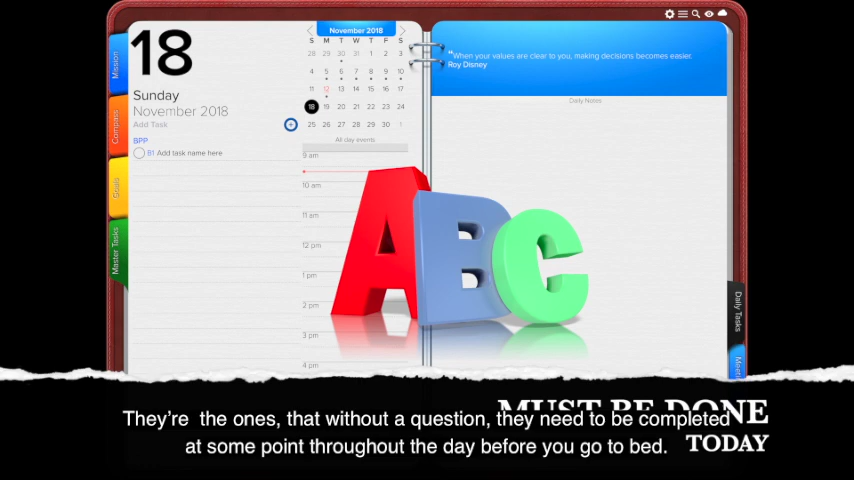 18
Sunday
November 2018
Add Task
BPP
B1 Add task name here
November 2018
S M T W T F S
28 29 30 31 1 2 3
4 5 6 7 8 9 10
11 12 13 14 15 16 17
18 19 20 21 22 23 24
25 26 27 28 29 30 1
All day events
9 am
10 am
11 am
12 pm
1 pm
2 pm
3 pm
4 pm
"When your values are clear to you, making decisions becomes easier.
Roy Disney
Daily Notes
Mission
Compass
Goals
Master Tasks
Daily Tasks
ABC
MUST BE DONE
TODAY
They're the ones, that without a question, they need to be completed
at some point throughout the day before you go to bed.